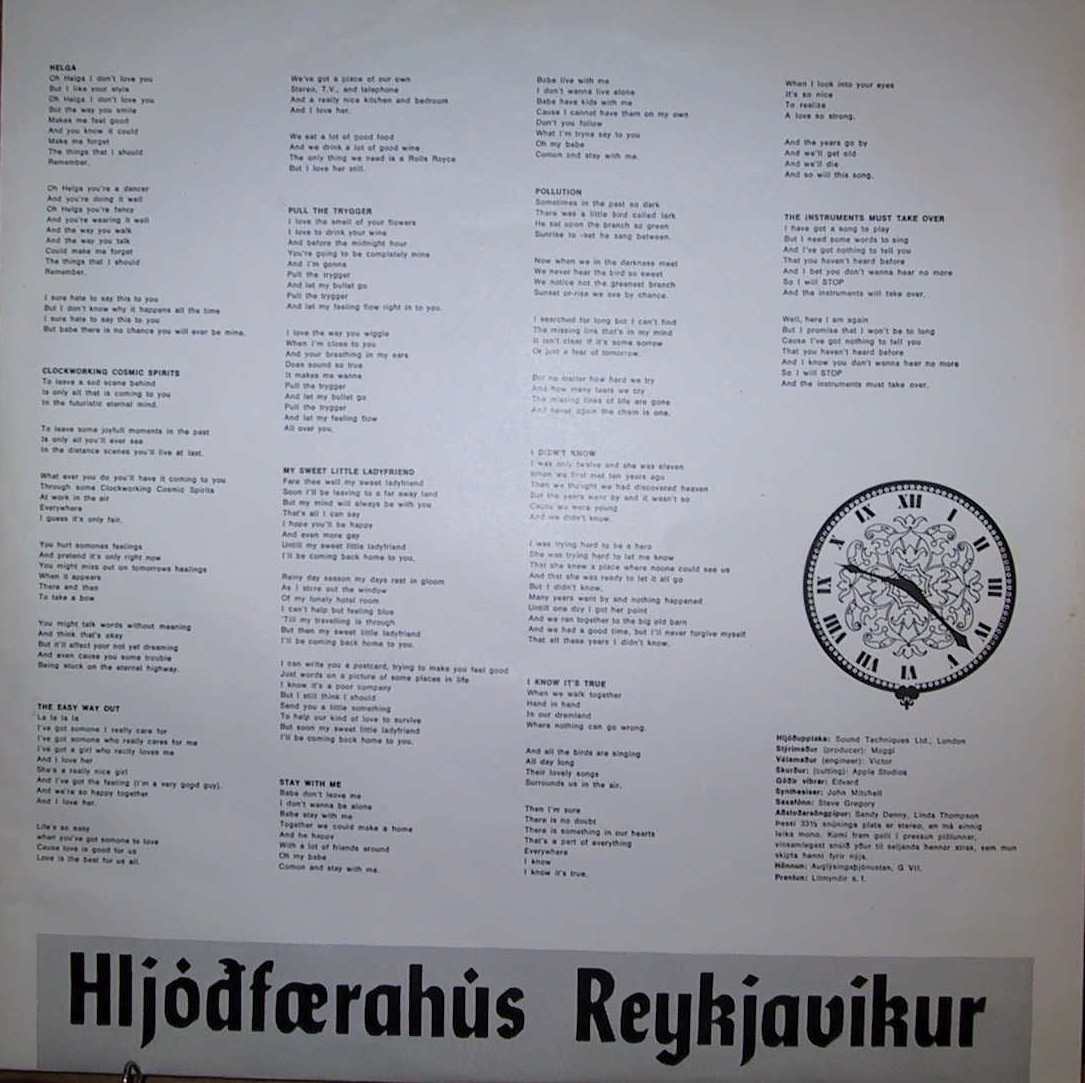 HELGA
Oh Helga I don't love you
But I like your style
Oh Helga I don't love you
But the way you smile
Makes me feel good
And you know it could
Make me forget
The things that I should
Remember.
Oh Helga you're a dancer
And you're doing it well
Oh Helga you're fancy
And you're wearing it well
And the way you walk
And the way you talk
Could make me forget
The things that I should
Remember.
I sure hate to say this to you
But I don't know why it happens all the time
I sure hate to say this to you
But babe there is no chance you will ever be mine.
CLOCKWORKING COSMIC SPIRITS
To leave a sad scene behind
Is only all that is coming to you
In the futuristic eternal mind.
To leave some joyfull moments in the past
Is only all you'll ever see
In the distance scenes you'll live at last.
What ever you do you'll have it coming to you
Through some Clockworking Cosmic Spirits
At work in the air
Everywhere
I guess it's only fair.
You hurt somones feelings
And pretend it's only right now
You might miss out on tomorrows healings
When it appears
There and then
To take a bow
You might talk words without meaning
And think that's okay
But it'll affect your not yet dreaming
And even cause you some trouble
Being stuck on the eternal highway.
THE EASY WAY OUT
La la la la
I've got somone I really care for
I've got somone who really cares for me
I've got a girl who really loves me
And I love her
She's a really nice girl
And I've got the feeling (I'm a very good guy).
And we're so happy together
And I love her.
Life's so easy
when you've got somone to love
Cause love is good for us
Love is the best for us all.
We've got a place of our own
Stereo, T.V., and telephone
And a really nice kitchen and bedroom
And I love her.
We eat a lot of good food
And we drink a lot of good wine
The only thing we need is a Rolls Royce
But I love her still.
PULL THE TRYGGER
I love the smell of your flowers
I love to drink your wine
And before the midnight hour
You're going to be completely mine
And I'm gonna
Pull the trygger
And let my bullet go
Pull the trygger
And let my feeling flow right in to you.
I love the way you wiggle
When I'm close to you
And your breathing in my ears
Does sound so true
It makes me wanna
Pull the trygger
And let my bullet go
Pull the trygger
And let my feeling flow
All over you.
MY SWEET LITTLE LADYFRIEND
Fare thee well my sweet ladyfriend
Soon I'll be leaving to a far away land
But my mind will always be with you
That's all I can say
I hope you'll be happy
And even more gay
Untill my sweet little ladyfriend
I'll be coming back home to you.
Rainy day season my days rest in gloom
As I stare out the window
Of my lonely hotel room
I can't help but feeling blue
'Till my travelling is through
But then my sweet little ladyfriend
I'll be coming back home to you.
I can write you a postcard, trying to make you feel good
Just words on a picture of some places in life
I know it's a poor company
But I still think I should
Send you a little something
To help our kind of love to survive
But soon my sweet little ladyfriend
I'll be coming back home to you.
STAY WITH ME
Babe don't leave me
I don't wanna be alone
Babe stay with me
Together we could make a home
And be happy
With a lot of friends around
Oh my babe
Comon and stay with me.
Babe live with me
I don't wanna live alone
Babe have kids with me
Cause I cannot have them on my own
Don't you follow
What I'm tryna say to you
Oh my babe
Comon and stay with me.
POLLUTION
Sometimes in the past so dark
There was a little bird called lark
He sat upon the branch so green
Sunrise to -set he sang between.
Now when we in the darkness meet
We never hear the bird so sweet
We notice not the greenest branch
Sunset or-rise we see by chance.
I searched for long but I can't find
The missing link that's in my mind
It isn't clear if it's some sorrow
Or just a fear of tomorrow.
But no matter how hard we try
And how many tears we cry
The missing lines of life are gone
And never again the chain is one.
I DIDN'T KNOW
I was only twelve and she was eleven
When we first met ten years ago
Then we thought we had discovered heaven
But the years went by and it wasn't so
Cause we were young
And we didn't know.
I was trying hard to be a hero
She was trying hard to let me know
That she knew a place where noone could see us
And that she was ready to let it all go
But I didn't know.
Many years went by and nothing happened
Untill one day I got her point
And we ran together to the big old barn
And we had a good time, but I'll never forgive myself
That all these years I didn't know.
I KNOW IT'S TRUE
When we walk together
Hand in hand
In our dremland
Where nothing can go wrong.
And all the birds are singing
All day long
Their lovely songs
Surrounds us in the air.
Then I'm sure
There is no doubt
There is something in our hearts
That's a part of everything
Everywhere
I know
I know it's true.
When I look into your eyes
It's so nice
To realize
A love so strong.
And the years go by
And we'll get old
And we'll die
And so will this song.
THE INSTRUMENTS MUST TAKE OVER
I have got a song to play
But I need some words to sing
And I've got nothing to tell you
That you haven't heard before
And I bet you don't wanna hear no more
So I will STOP
And the instruments will take over.
Well, here I am again
But I promise that I won't be to long
Cause I've got nothing to tell you
That you haven't heard before
And I know you don't wanna hear no more
So I will STOP
And the instruments must take over.
XII I II III IV V VI VII VIII IX X IX
Hljóðupptaka: Sound Techniques Ltd., London
Stjórimaður (producer): Maggi
Vélamaður (engineer): Victor
Skurður: (cutting): Apple Studios
Góðir víbrar: Edvard
Synthesiser: John Mitchell
Saxafónn: Steve Gregory
Aðstoðarsöngpípur: Sandy Denny, Linda Thompson
Þessi 33⅓ snúnings plata er stereo, en má einnig
leika mono. Komi fram galli í pressun plötunnar,
vinsamlegast snúið yður til seljanda hennar strax, sem mun
skipta henni fyrir nýja.
Hönnun: Auglýsingaþjónustan, G. Vil.
Prentun: Litmyndir s. f.
Hljóðfærahús Reykjavíkur